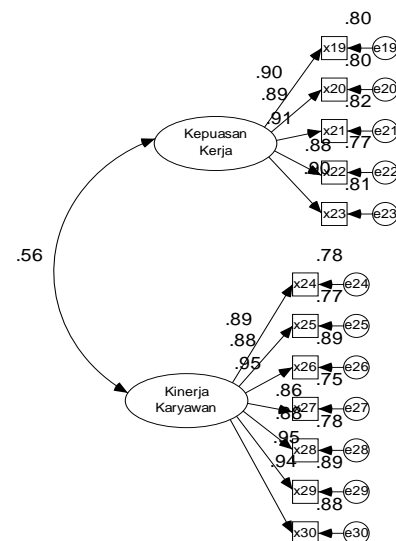 .80
x19 e19
.90 .80
x20 e20
.89 .82
.91
x21 e21
Kepuasan
Kerja
.88 .77
x22 e22
.90 .81
x23 e23
.56
.78
x24 e24
.77
.89
x25 e25
.88 .89
x26 e26
.95 .75
Kinerja
Karyawan
.86
x27 e27
.88 .78
x28 e28
.95 .89
x29 e29
.94 .88
x30 e30